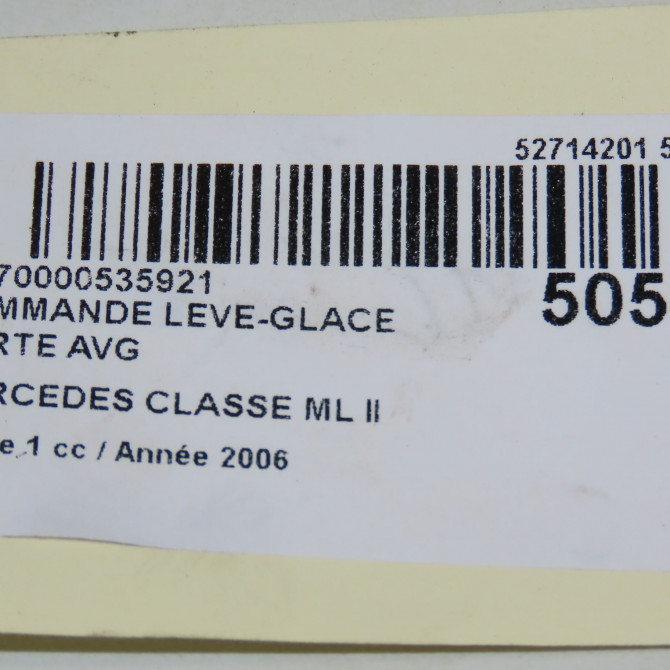 52714201 5
70000535921
505
MMANDE LEVE-GLACE
RTE AVG
RCEDES CLASSE ML II
e 1 cc / Année 2006